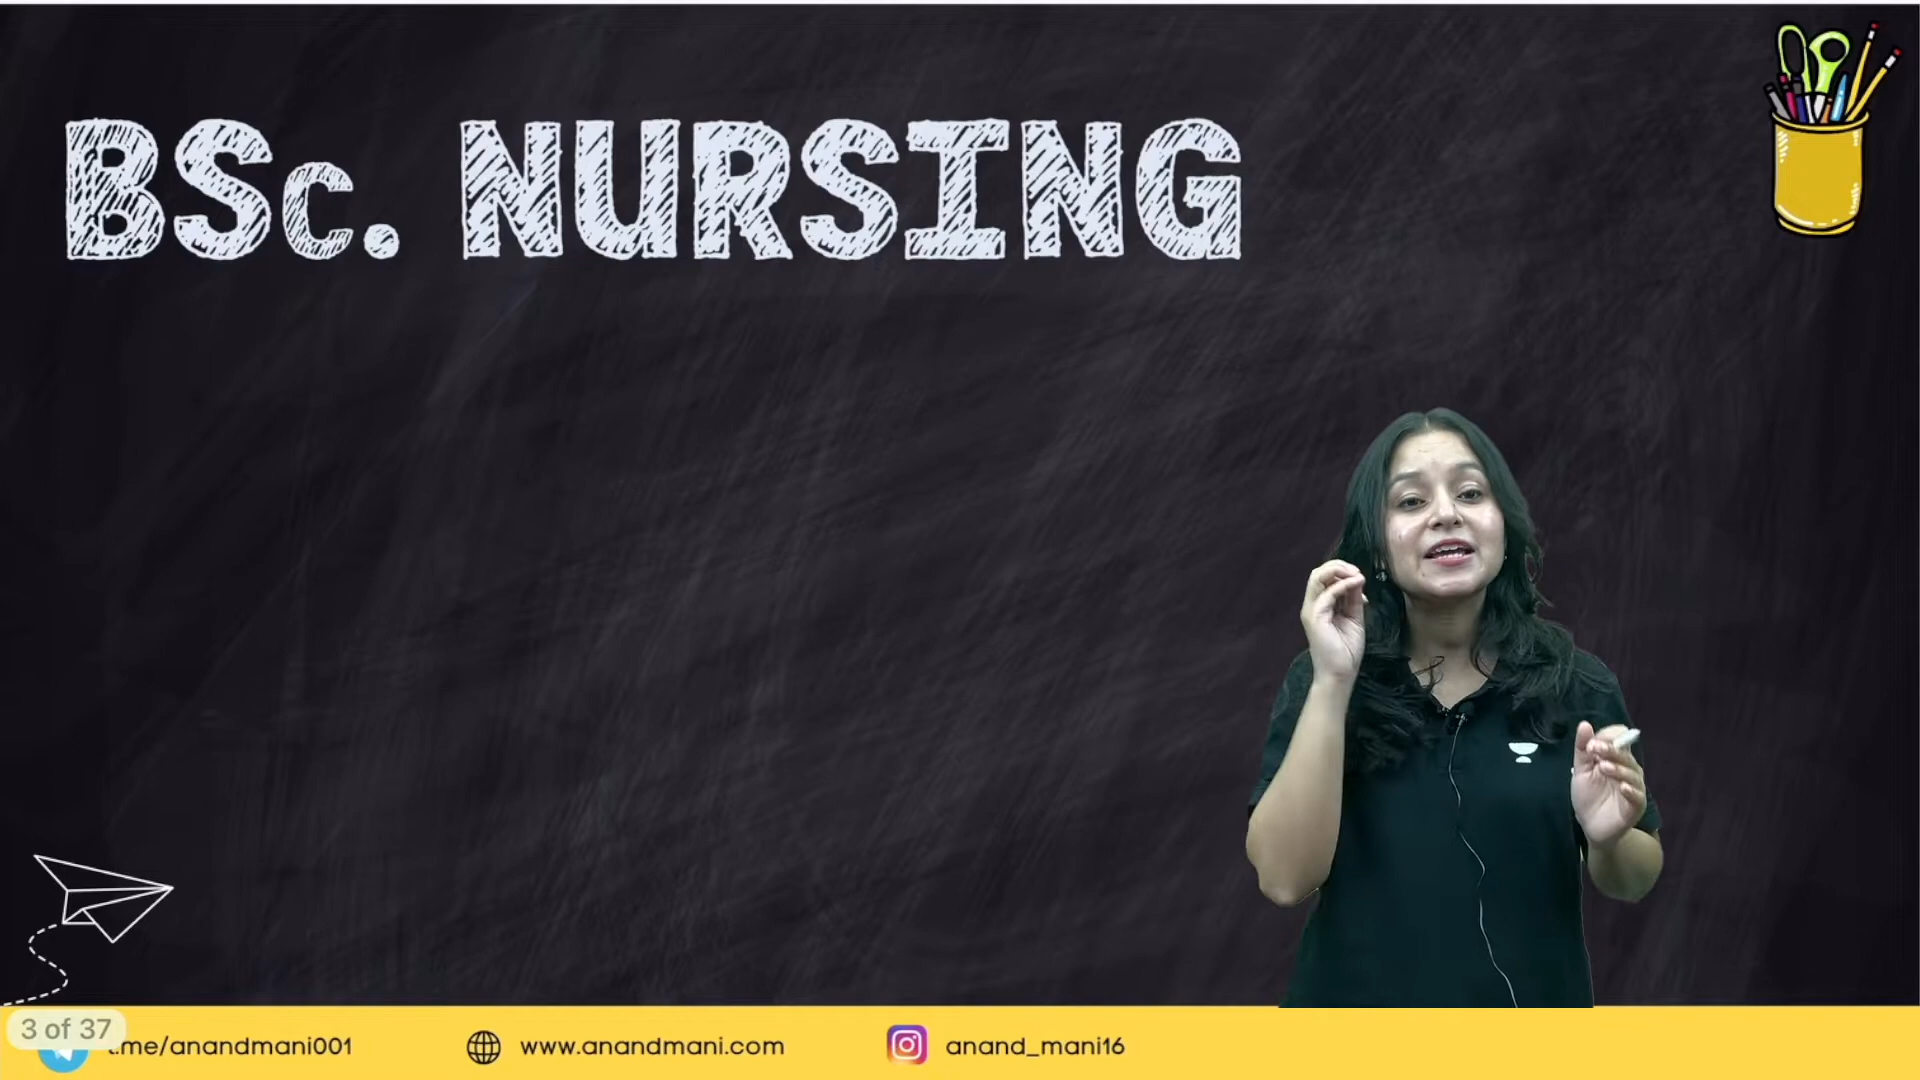 BSc. NURSING
3 of 37
t.me/anandmani001
www.anandmani.com
anand_mani16